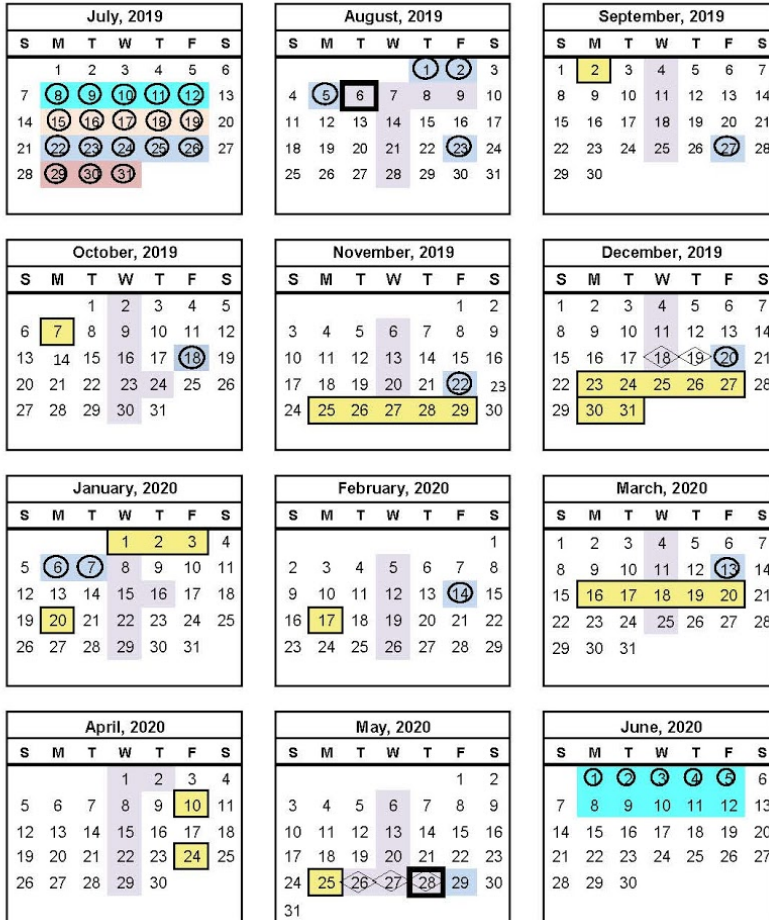 July, 2019
S M T W T F S
1 2 3 4 5 6
7 8 9 10 11 12 13
14 15 16 17 18 19 20
21 22 23 24 25 26 27
28 29 30 31
August, 2019
S M T W T F S
1 2 3
4 5 6 7 8 9 10
11 12 13 14 15 16 17
18 19 20 21 22 23 24
25 26 27 28 29 30 31
September, 2019
S M T W T F S
1 2 3 4 5 6 7
8 9 10 11 12 13 14
15 16 17 18 19 20 21
22 23 24 25 26 27 28
29 30
October, 2019
S M T W T F S
1 2 3 4 5
6 7 8 9 10 11 12
13 14 15 16 17 18 19
20 21 22 23 24 25 26
27 28 29 30 31
November, 2019
S M T W T F S
1 2
3 4 5 6 7 8 9
10 11 12 13 14 15 16
17 18 19 20 21 22 23
24 25 26 27 28 29 30
December, 2019
S M T W T F S
1 2 3 4 5 6 7
8 9 10 11 12 13 14
15 16 17 18 19 20 21
22 23 24 25 26 27 28
29 30 31
January, 2020
S M T W T F S
1 2 3 4
5 6 7 8 9 10 11
12 13 14 15 16 17 18
19 20 21 22 23 24 25
26 27 28 29 30 31
February, 2020
S M T W T F S
1
2 3 4 5 6 7 8
9 10 11 12 13 14 15
16 17 18 19 20 21 22
23 24 25 26 27 28 29
March, 2020
S M T W T F S
1 2 3 4 5 6 7
8 9 10 11 12 13 14
15 16 17 18 19 20 21
22 23 24 25 26 27 28
29 30 31
April, 2020
S M T W T F S
1 2 3 4
5 6 7 8 9 10 11
12 13 14 15 16 17 18
19 20 21 22 23 24 25
26 27 28 29 30
May, 2020
S M T W T F S
1 2
3 4 5 6 7 8 9
10 11 12 13 14 15 16
17 18 19 20 21 22 23
24 25 26 27 28 29 30
31
June, 2020
S M T W T F S
1 2 3 4 5 6
7 8 9 10 11 12 13
14 15 16 17 18 19 20
21 22 23 24 25 26 27
28 29 30